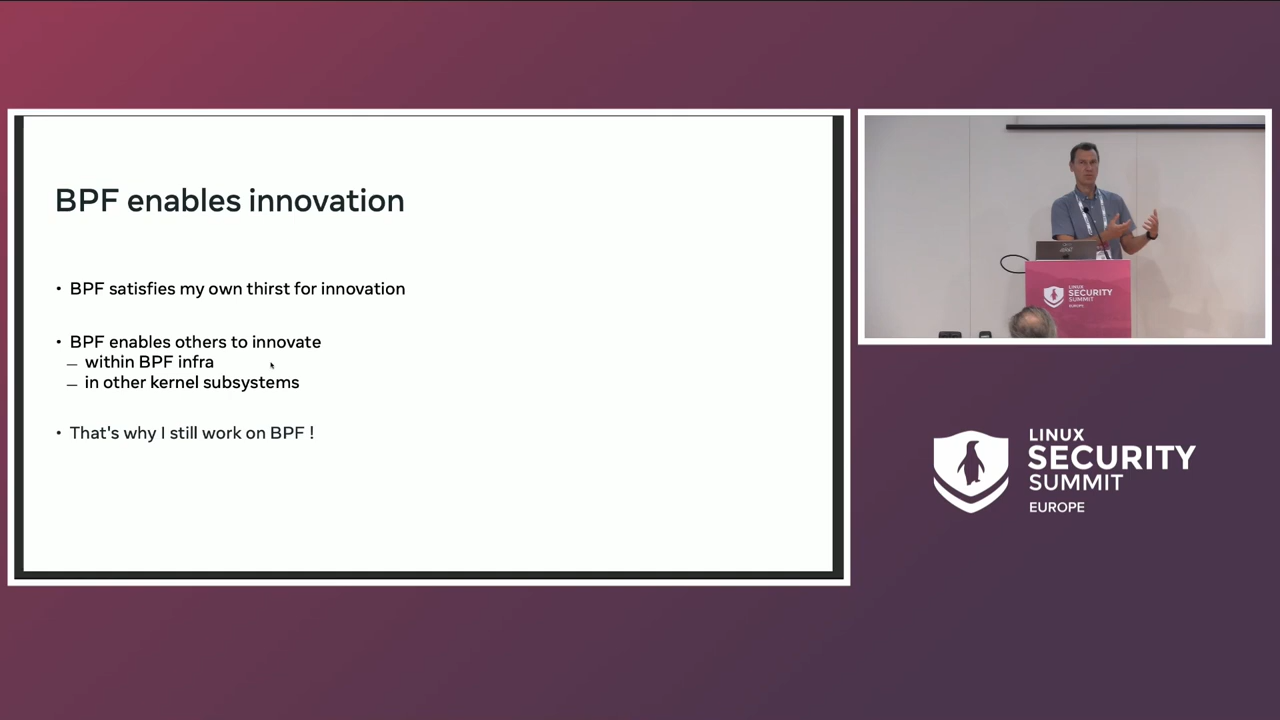 BPF enables innovation
• BPF satisfies my own thirst for innovation
• BPF enables others to innovate
– within BPF infra
– in other kernel subsystems
• That's why I still work on BPF !
LINUX
SECURITY
SUMMIT
EUROPE
LINUX
SECURITY
SUMMIT
EUROPE